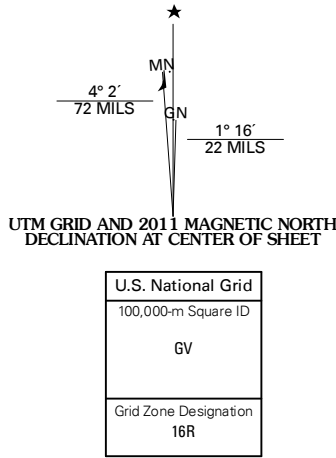 ★
MN
4° 2´
72 MILS
GN
1° 16´
22 MILS
UTM GRID AND 2011 MAGNETIC NORTH
DECLINATION AT CENTER OF SHEET
U.S. National Grid
100,000-m Square ID
GV
Grid Zone Designation
16R